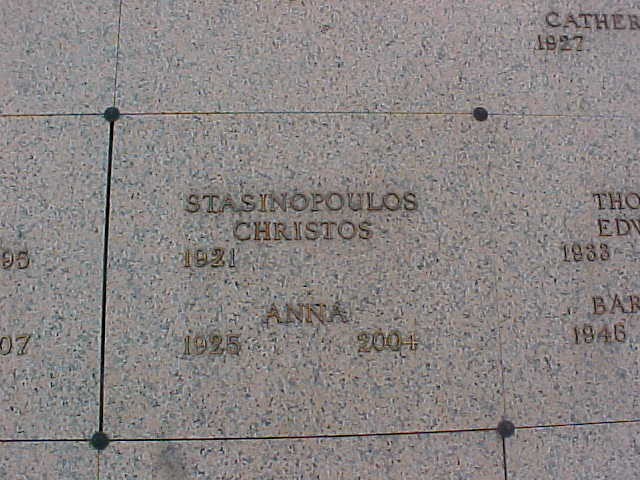 CATHER
1927
STASINOPOULOS
CHRISTOS
1921
ANNA
1925 2004
95
07
THO
EDW
1933
BAR
1946